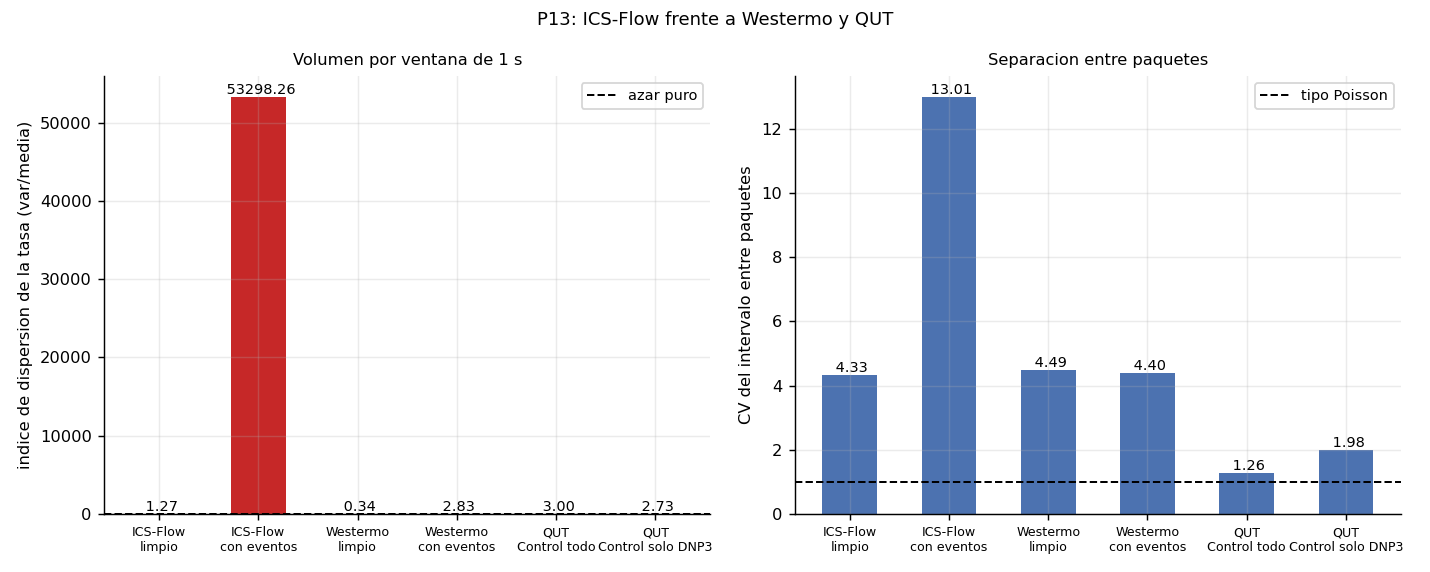 P13: ICS-Flow frente a Westermo y QUT
Volumen por ventana de 1 s
indice de dispersion de la tasa (var/media)
50000
40000
30000
20000
10000
0
azar puro
1.27
53298.26
0.34
2.83
3.00
2.73
ICS-Flow
limpio
ICS-Flow
con eventos
Westermo
limpio
Westermo
con eventos
QUT
Control todo
QUT
Control solo DNP3
Separacion entre paquetes
CV del intervalo entre paquetes
12
10
8
6
4
2
0
tipo Poisson
4.33
13.01
4.49
4.40
1.26
1.98
ICS-Flow
limpio
ICS-Flow
con eventos
Westermo
limpio
Westermo
con eventos
QUT
Control todo
QUT
Control solo DNP3